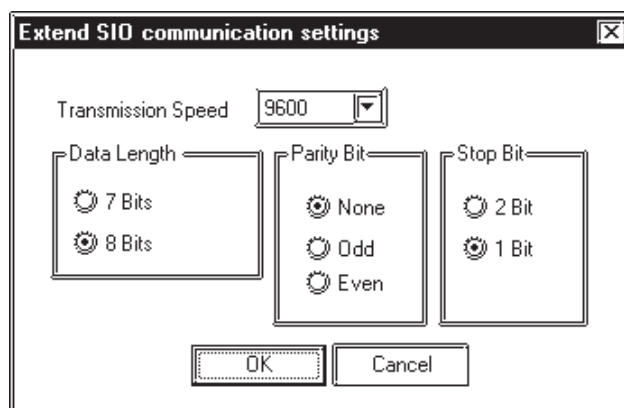 Extend SIO communication settings
Transmission Speed 9600
Data Length
7 Bits
8 Bits
Parity Bit
None
Odd
Even
Stop Bit
2 Bit
1 Bit
OK Cancel